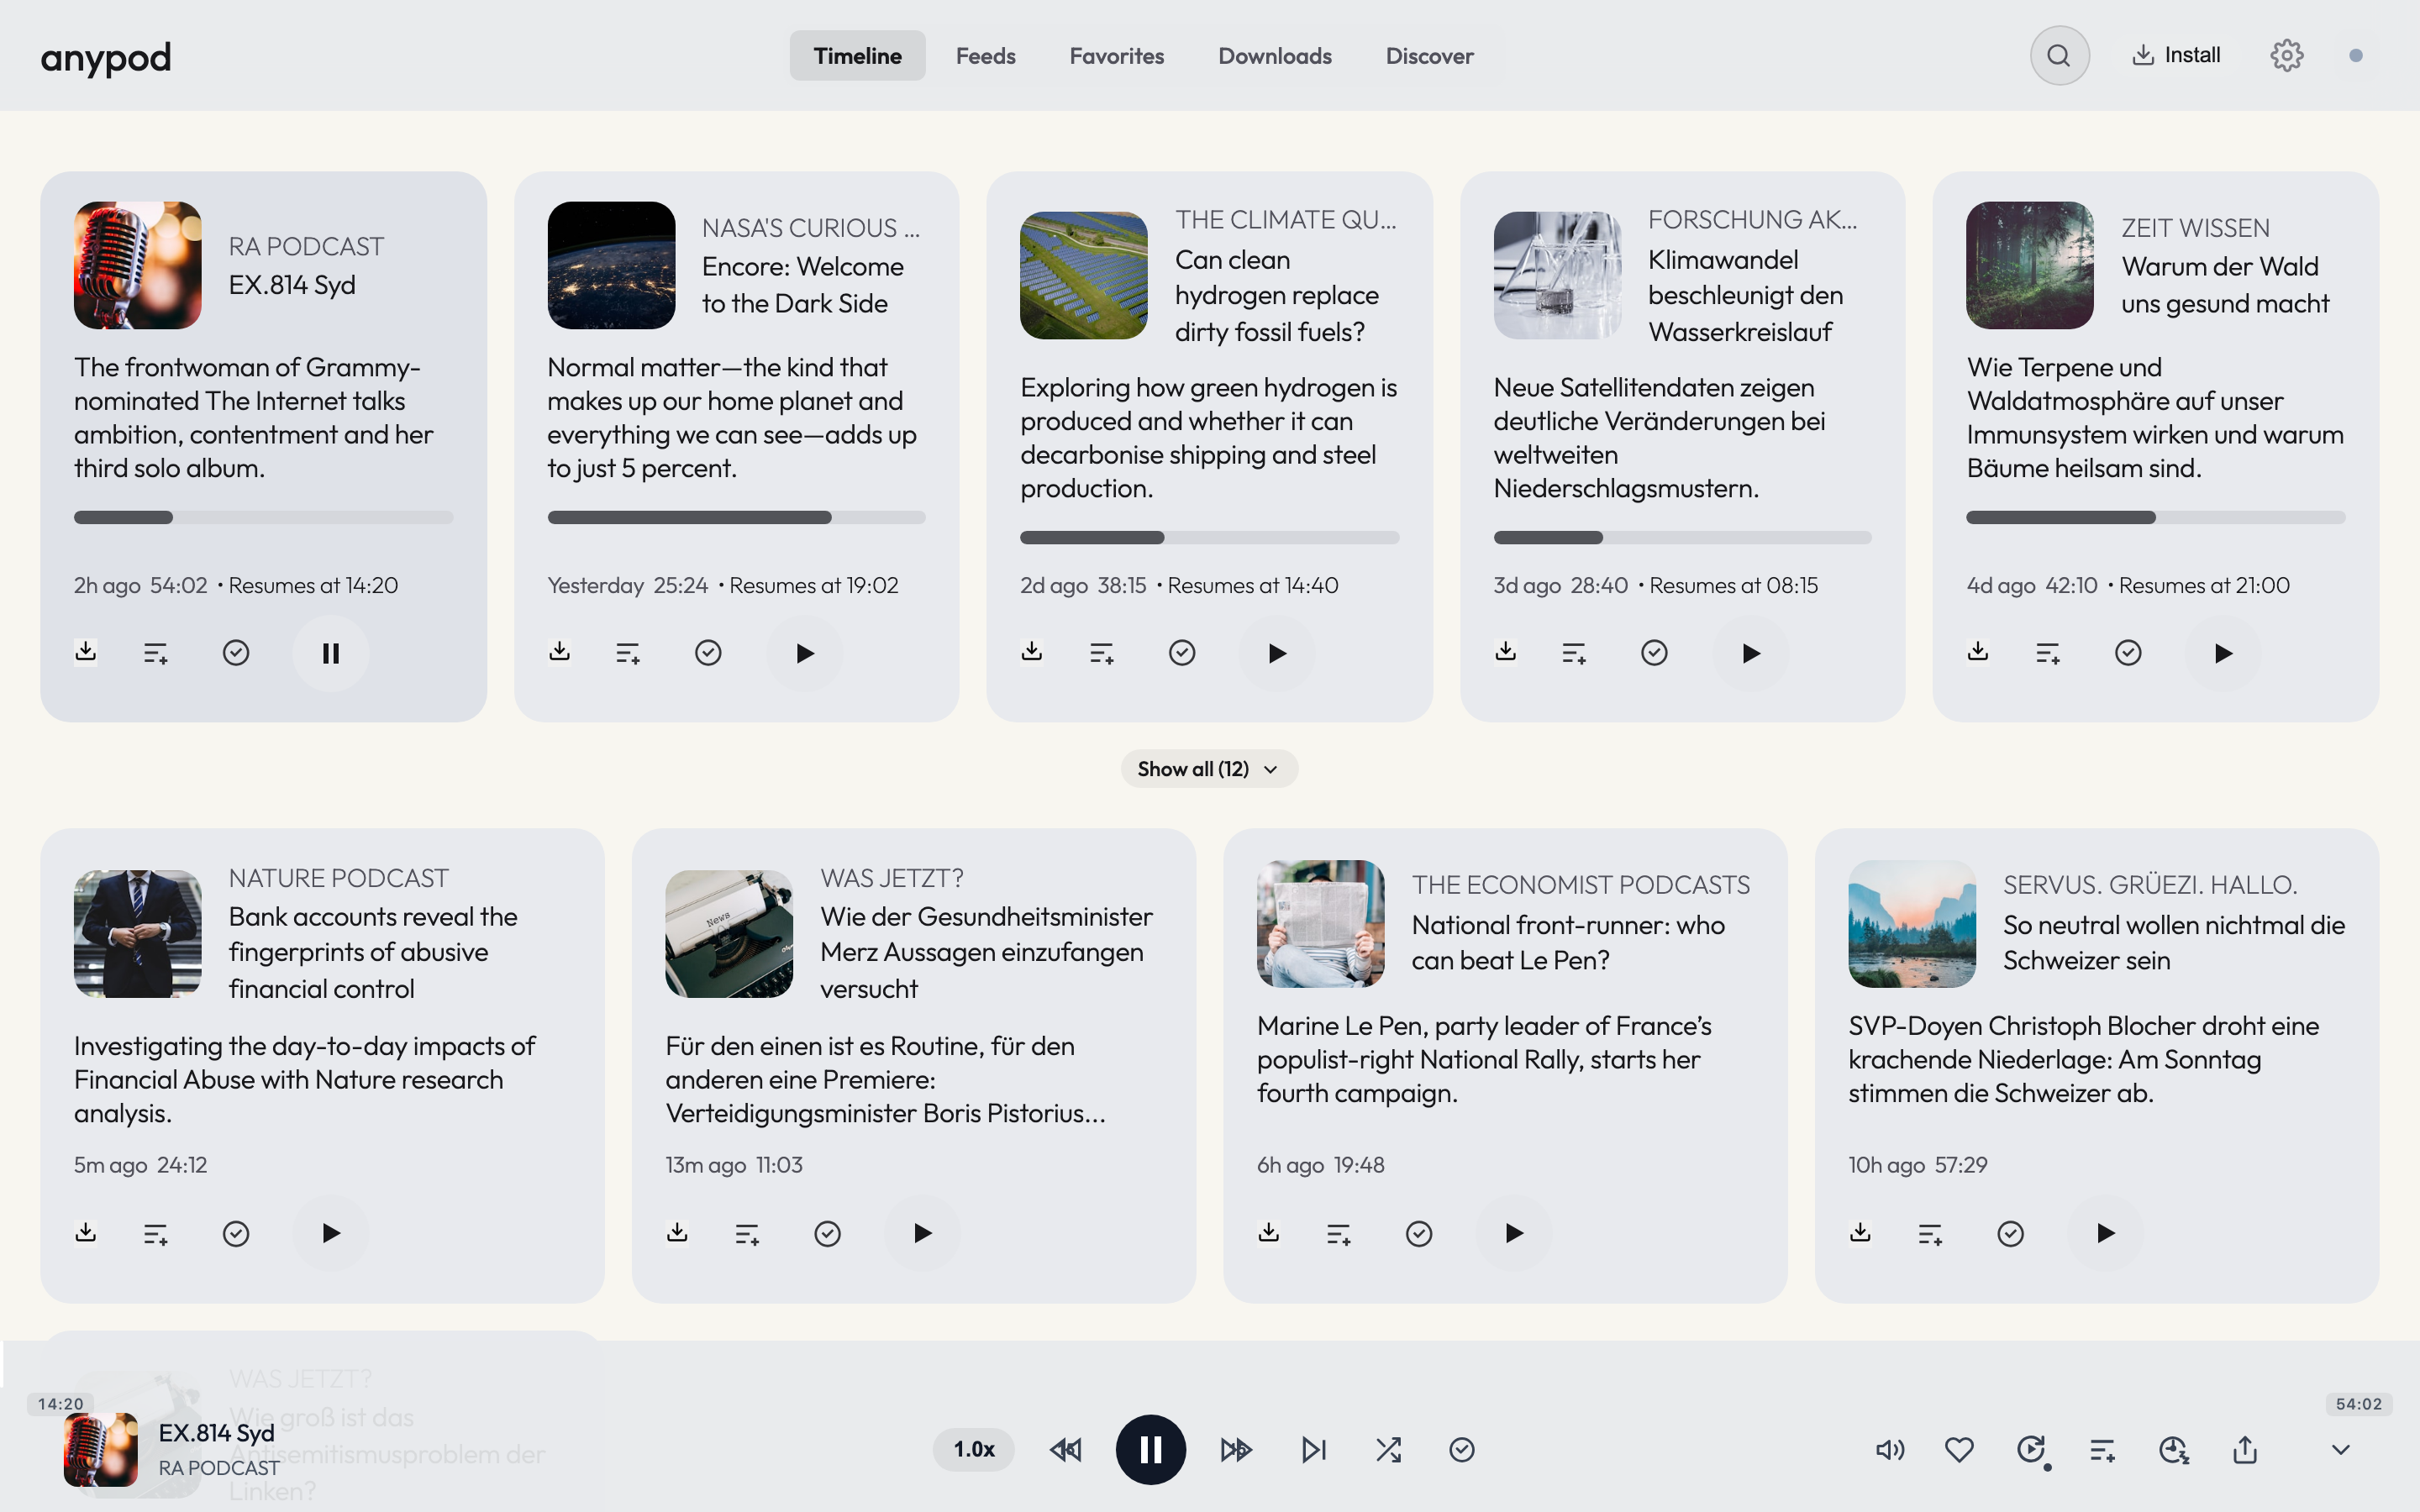 anypod
Timeline
Feeds
Favorites
Downloads
Discover
Install
RA PODCAST
EX.814 Syd
The frontwoman of Grammy-
nominated The Internet talks
ambition, contentment and her
third solo album.
2h ago 54:02 • Resumes at 14:20
NASA'S CURIOUS ...
Encore: Welcome
to the Dark Side
Normal matter—the kind that
makes up our home planet and
everything we can see—adds up
to just 5 percent.
Yesterday 25:24 • Resumes at 19:02
THE CLIMATE QU...
Can clean
hydrogen replace
dirty fossil fuels?
Exploring how green hydrogen is
produced and whether it can
decarbonise shipping and steel
production.
2d ago 38:15 • Resumes at 14:40
FORSCHUNG AK...
Klimawandel
beschleunigt den
Wasserkreislauf
Neue Satellitendaten zeigen
deutliche Veränderungen bei
weltweiten
Niederschlagsmustern.
3d ago 28:40 • Resumes at 08:15
ZEIT WISSEN
Warum der Wald
uns gesund macht
Wie Terpene und
Waldatmosphäre auf unser
Immunsystem wirken und warum
Bäume heilsam sind.
4d ago 42:10 • Resumes at 21:00
Show all (12)
NATURE PODCAST
Bank accounts reveal the
fingerprints of abusive
financial control
Investigating the day-to-day impacts of
Financial Abuse with Nature research
analysis.
5m ago 24:12
News
WAS JETZT?
Wie der Gesundheitsminister
Merz Aussagen einzufangen
versucht
Für den einen ist es Routine, für den
anderen eine Premiere:
Verteidigungsminister Boris Pistorius...
13m ago 11:03
THE ECONOMIST PODCASTS
National front-runner: who
can beat Le Pen?
Marine Le Pen, party leader of France's
populist-right National Rally, starts her
fourth campaign.
6h ago 19:48
SERVUS. GRÜEZI. HALLO.
So neutral wollen nichtmal die
Schweizer sein
SVP-Doyen Christoph Blocher droht eine
krachende Niederlage: Am Sonntag
stimmen die Schweizer ab.
10h ago 57:29
WAS JETZT?
Wie groß ist das
Antisemitismusproblem der
Linken?
14:20
EX.814 Syd
RA PODCAST
1.0x
54:02